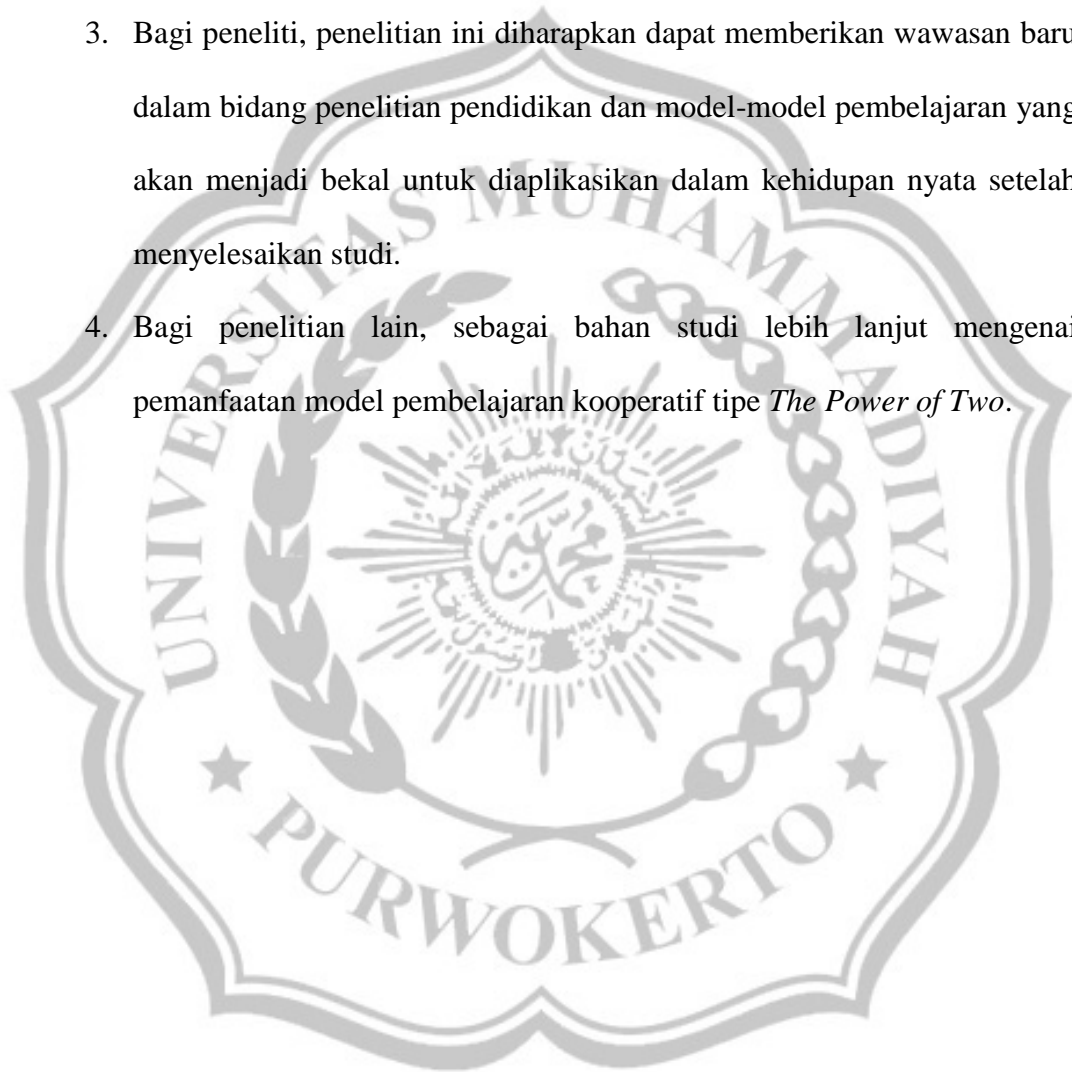 3. Bagi peneliti, penelitian ini diharapkan dapat memberikan wawasan baru
dalam bidang penelitian pendidikan dan model-model pembelajaran yang
akan menjadi bekal untuk diaplikasikan dalam kehidupan nyata setelah
menyelesaikan studi.
4. Bagi penelitian lain, sebagai bahan studi lebih lanjut mengenai
pemanfaatan model pembelajaran kooperatif tipe The Power of Two.
UNIVERSITAS MUHAMMADIYAH
PURWOKERTO